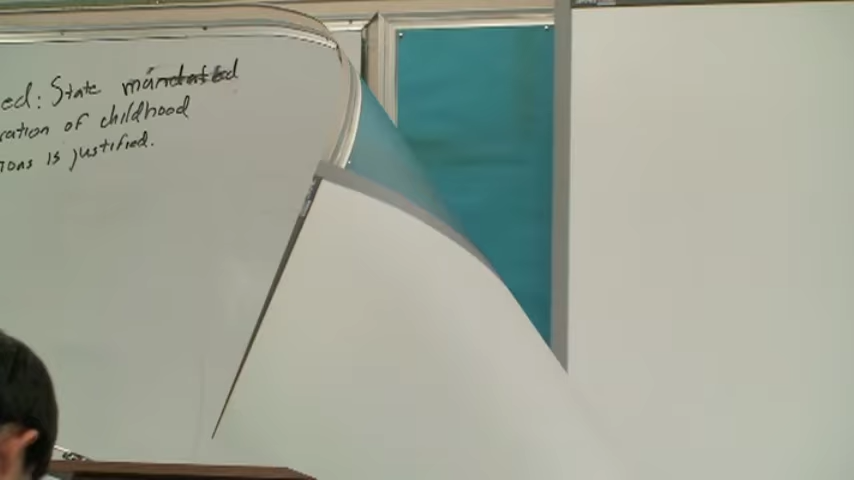 ed: State mandated
ration of childhood
ions is justified.